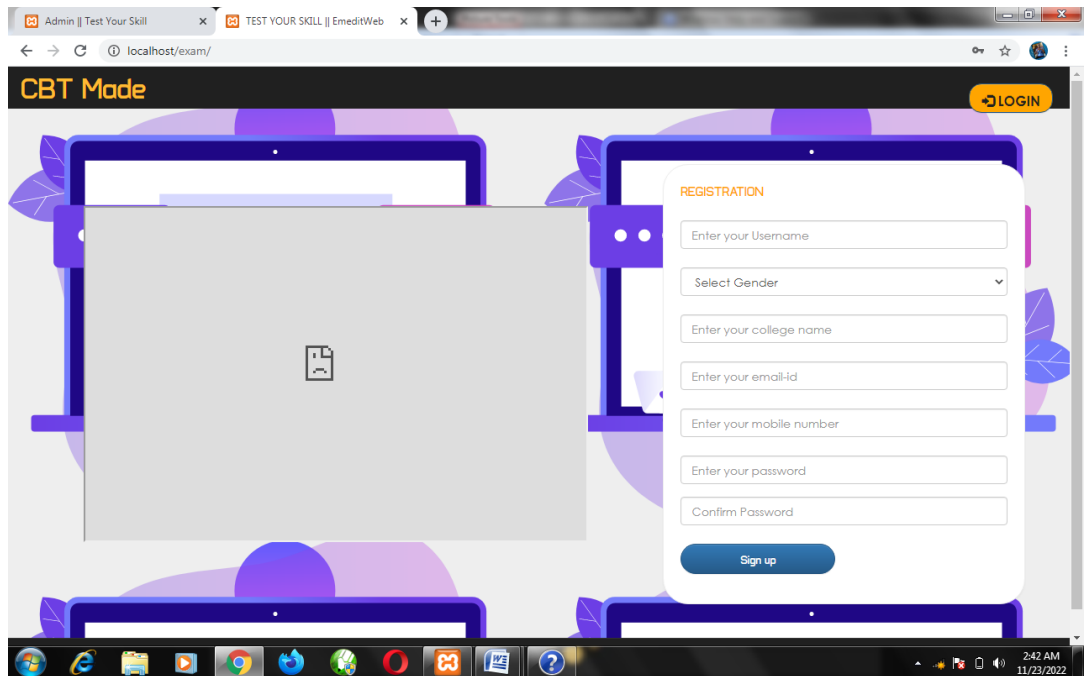 Admin || Test Your Skill
TEST YOUR SKILL || EmeditWeb
localhost/exam/
CBT Made
LOGIN
REGISTRATION
Enter your Username
Select Gender
Enter your college name
Enter your email-id
Enter your mobile number
Enter your password
Confirm Password
Sign up
2:42 AM
11/23/2022